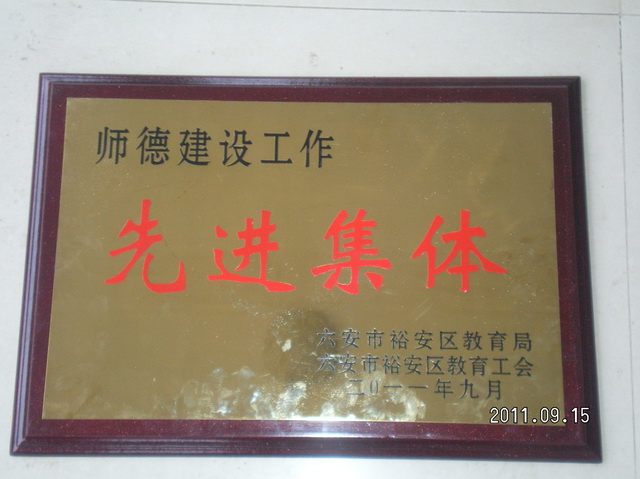 师德建设工作
先进集体
六安市裕安区教育局
六安市裕安区教育工会
二0一一年九月
2011.09.15